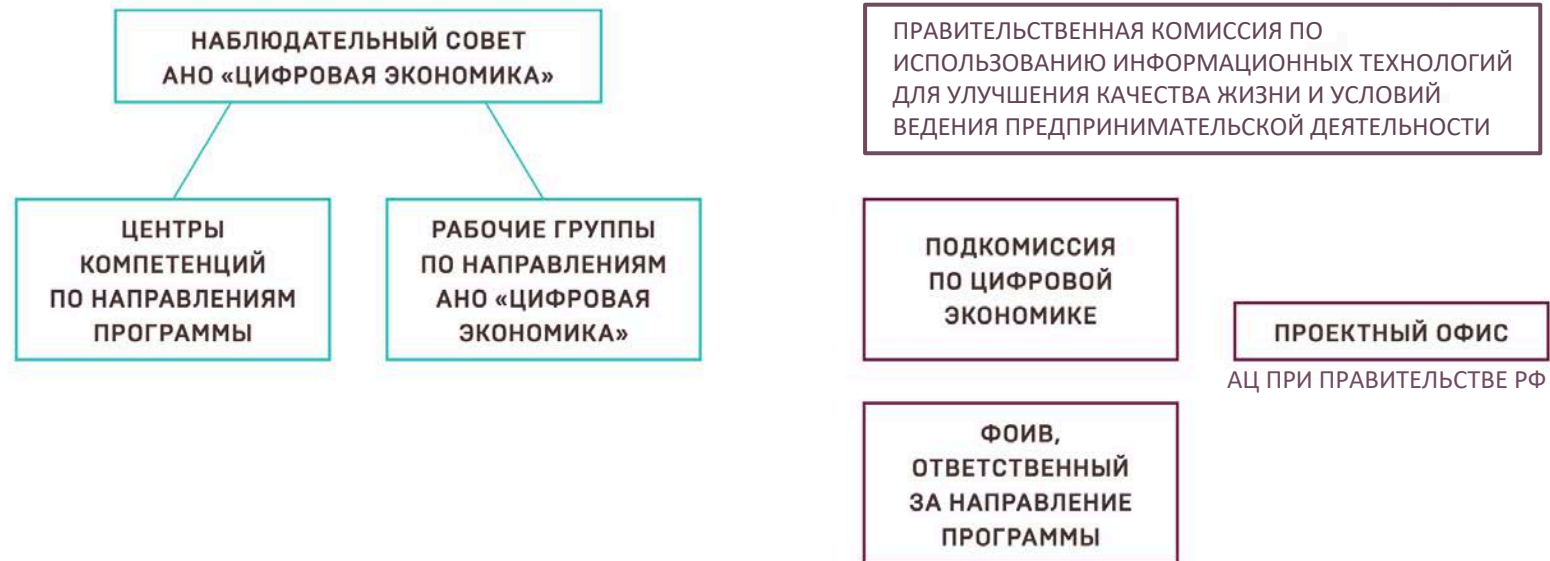 НАБЛЮДАТЕЛЬНЫЙ СОВЕТ
АНО «ЦИФРОВАЯ ЭКОНОМИКА»
ЦЕНТРЫ
КОМПЕТЕНЦИЙ
ПО НАПРАВЛЕНИЯМ
ПРОГРАММЫ
РАБОЧИЕ ГРУППЫ
ПО НАПРАВЛЕНИЯМ
АНО «ЦИФРОВАЯ
ЭКОНОМИКА»
ПРАВИТЕЛЬСТВЕННАЯ КОМИССИЯ ПО
ИСПОЛЬЗОВАНИЮ ИНФОРМАЦИОННЫХ ТЕХНОЛОГИЙ
ДЛЯ УЛУЧШЕНИЯ КАЧЕСТВА ЖИЗНИ И УСЛОВИЙ
ВЕДЕНИЯ ПРЕДПРИНИМАТЕЛЬСКОЙ ДЕЯТЕЛЬНОСТИ
ПОДКОМИССИЯ
ПО ЦИФРОВОЙ
ЭКОНОМИКЕ
ПРОЕКТНЫЙ ОФИС
АЦ ПРИ ПРАВИТЕЛЬСТВЕ РФ
ФОИВ,
ОТВЕТСТВЕННЫЙ
ЗА НАПРАВЛЕНИЕ
ПРОГРАММЫ